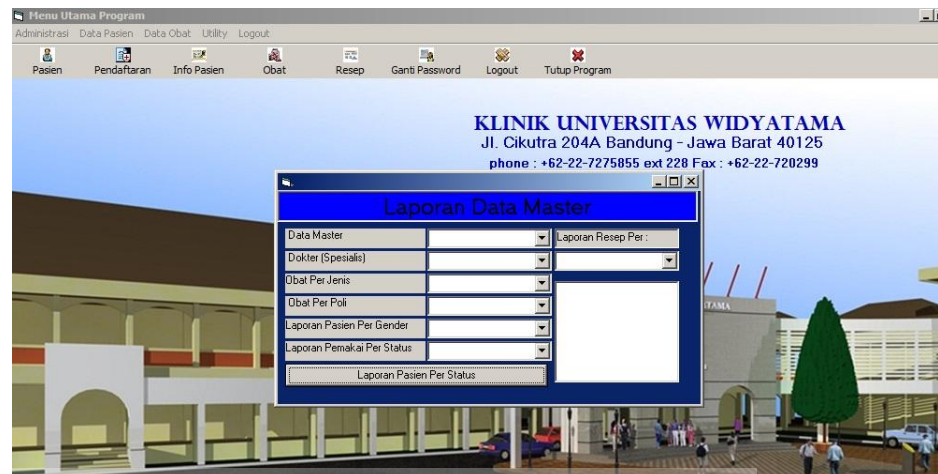 Menu Utama Program
Administrasi Data Pasien Data Obat Utility Logout
Pasien Pendaftaran Info Pasien Obat Resep Ganti Password Logout Tutup Program
KLINIK UNIVERSITAS WIDYATAMA
Jl. Cikutra 204A Bandung - Jawa Barat 40125
phone : +62-22-7275855 ext 228 Fax : +62-22-720299
Laporan Data Master
Data Master
Laporan Resep Per :
Dokter (Spesialis)
Obat Per Jenis
Obat Per Poli
Laporan Pasien Per Gender
Laporan Pemakai Per Status
Laporan Pasien Per Status